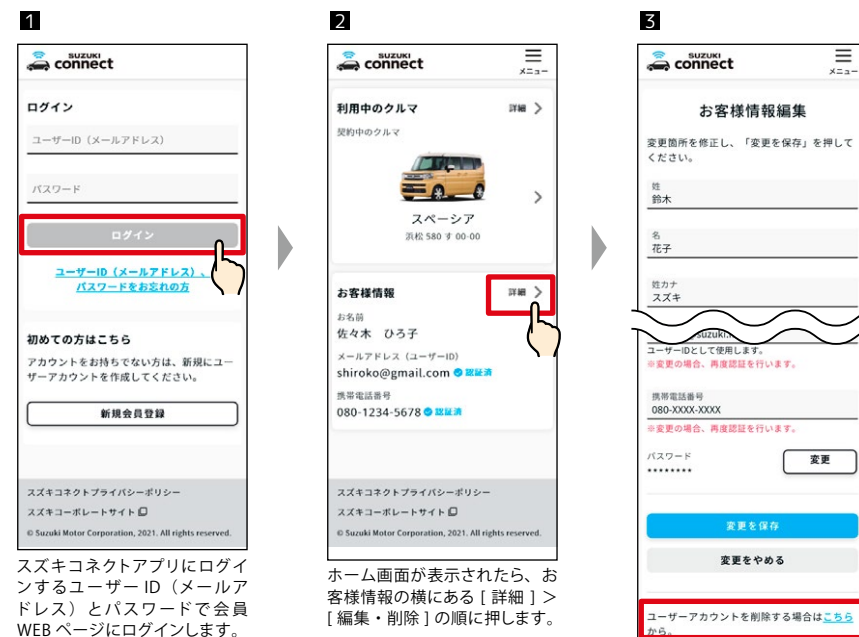 1
SUZUKI
connect
ログイン
ユーザーID（メールアドレス）
パスワード
ログイン
ユーザーID（メールアドレス）、
パスワードをお忘れの方
初めての方はこちら
アカウントをお持ちでない方は、新規にユー
ザーアカウントを作成してください。
新規会員登録
スズキコネクトプライバシーポリシー
スズキコーポレートサイト
© Suzuki Motor Corporation, 2021. All rights reserved.
スズキコネクトアプリにログイ
ンするユーザー ID（メールア
ドレス）とパスワードで会員
WEB ページにログインします。
2
SUZUKI
connect
メニュー
利用中のクルマ 詳細
契約中のクルマ
スペーシア
浜松 580 す 00-00
お客様情報 詳細
お名前
佐々木 ひろ子
メールアドレス（ユーザーID）
shiroko@gmail.com 認証済
携帯電話番号
080-1234-5678 認証済
スズキコネクトプライバシーポリシー
スズキコーポレートサイト
© Suzuki Motor Corporation, 2021. All rights reserved.
ホーム画面が表示されたら、お
客様情報の横にある [ 詳細 ] ＞
[ 編集・削除 ] の順に押します。
3
SUZUKI
connect
メニュー
お客様情報編集
変更箇所を修正し、「変更を保存」を押して
ください。
姓
鈴木
名
花子
姓カナ
スズキ
ユーザーIDとして使用します。
※変更の場合、再度認証を行います。
携帯電話番号
080-XXXX-XXXX
※変更の場合、再度認証を行います。
パスワード
******** 変更
変更を保存
変更をやめる
ユーザーアカウントを削除する場合はこちら
から。